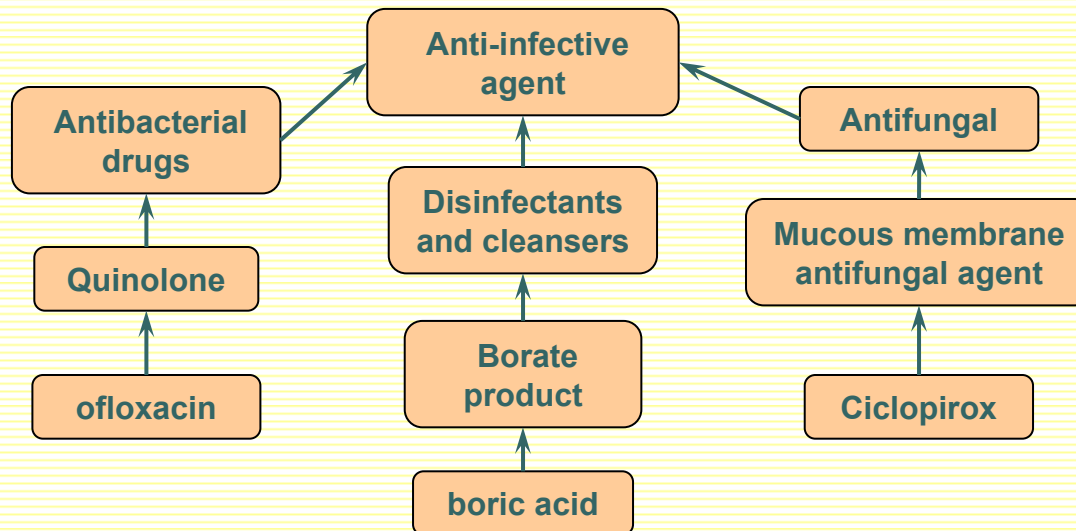 Anti-infective
agent
Antibacterial
drugs
Antifungal
Disinfectants
and cleansers
Mucous membrane
antifungal agent
Quinolone
Borate
product
ofloxacin
Ciclopirox
boric acid